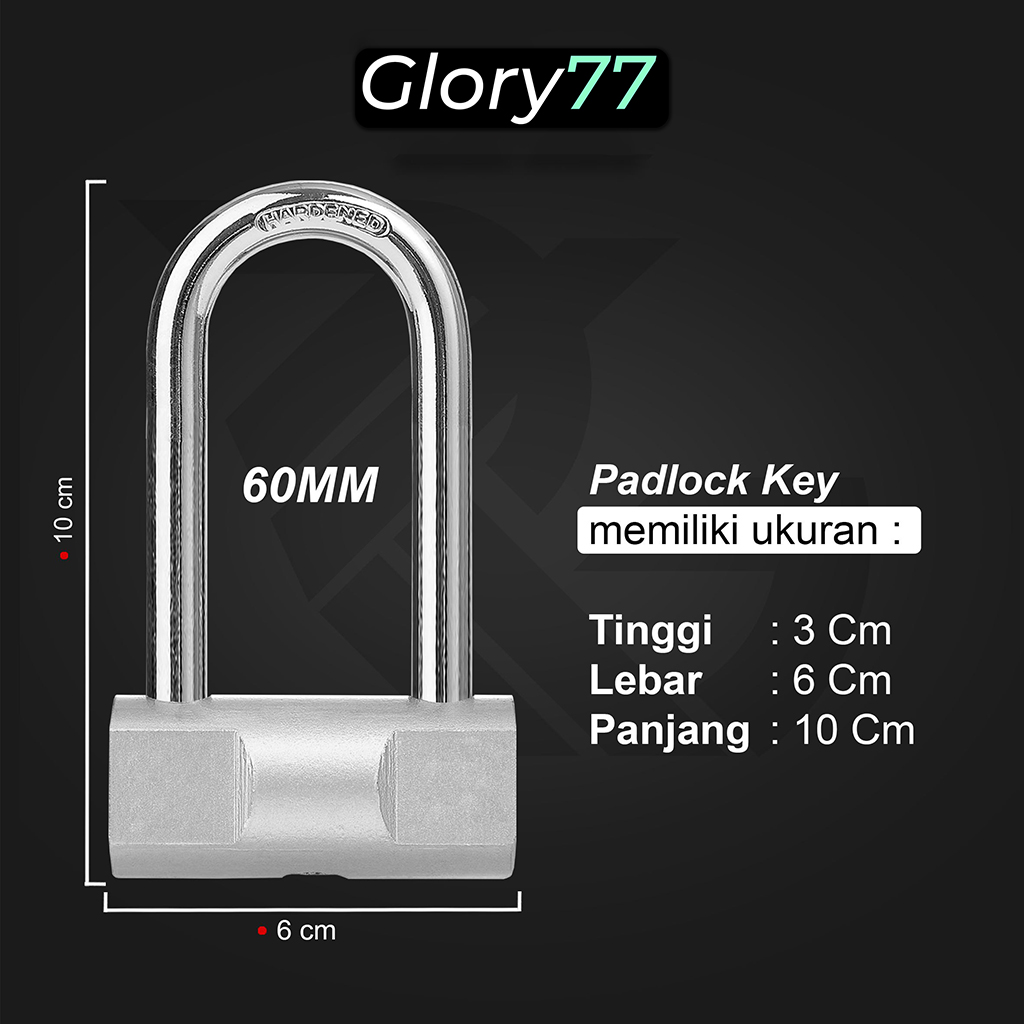 Glory77
HARDENED
60MM
• 10 cm
Padlock Key
memiliki ukuran :
Tinggi : 3 Cm
Lebar : 6 Cm
Panjang : 10 Cm
• 6 cm